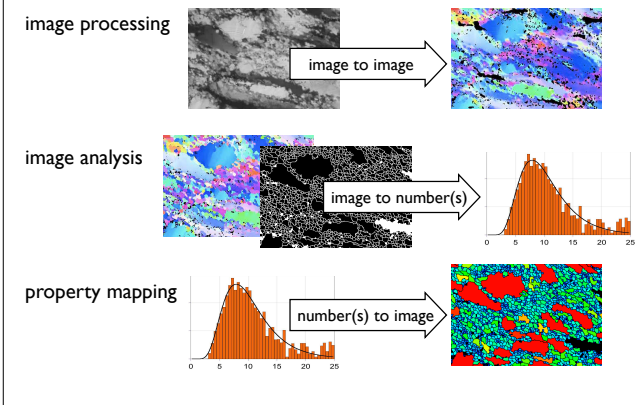 image processing
image to image
image analysis
image to number(s)
0 5 10 15 20 25
property mapping
number(s) to image
0 5 10 15 20 25